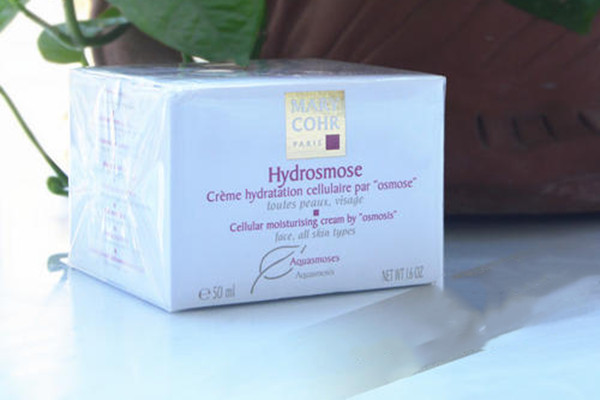 MARY
COHR
PARIS
Hydrosmose
Crème hydratation cellulaire par "osmose"
toutes peaux, visage
Cellular moisturising cream by "osmosis"
face, all skin types
Aquasmoses
Aquasmosis
℮ 50 ml
NET WT 1.6 OZ